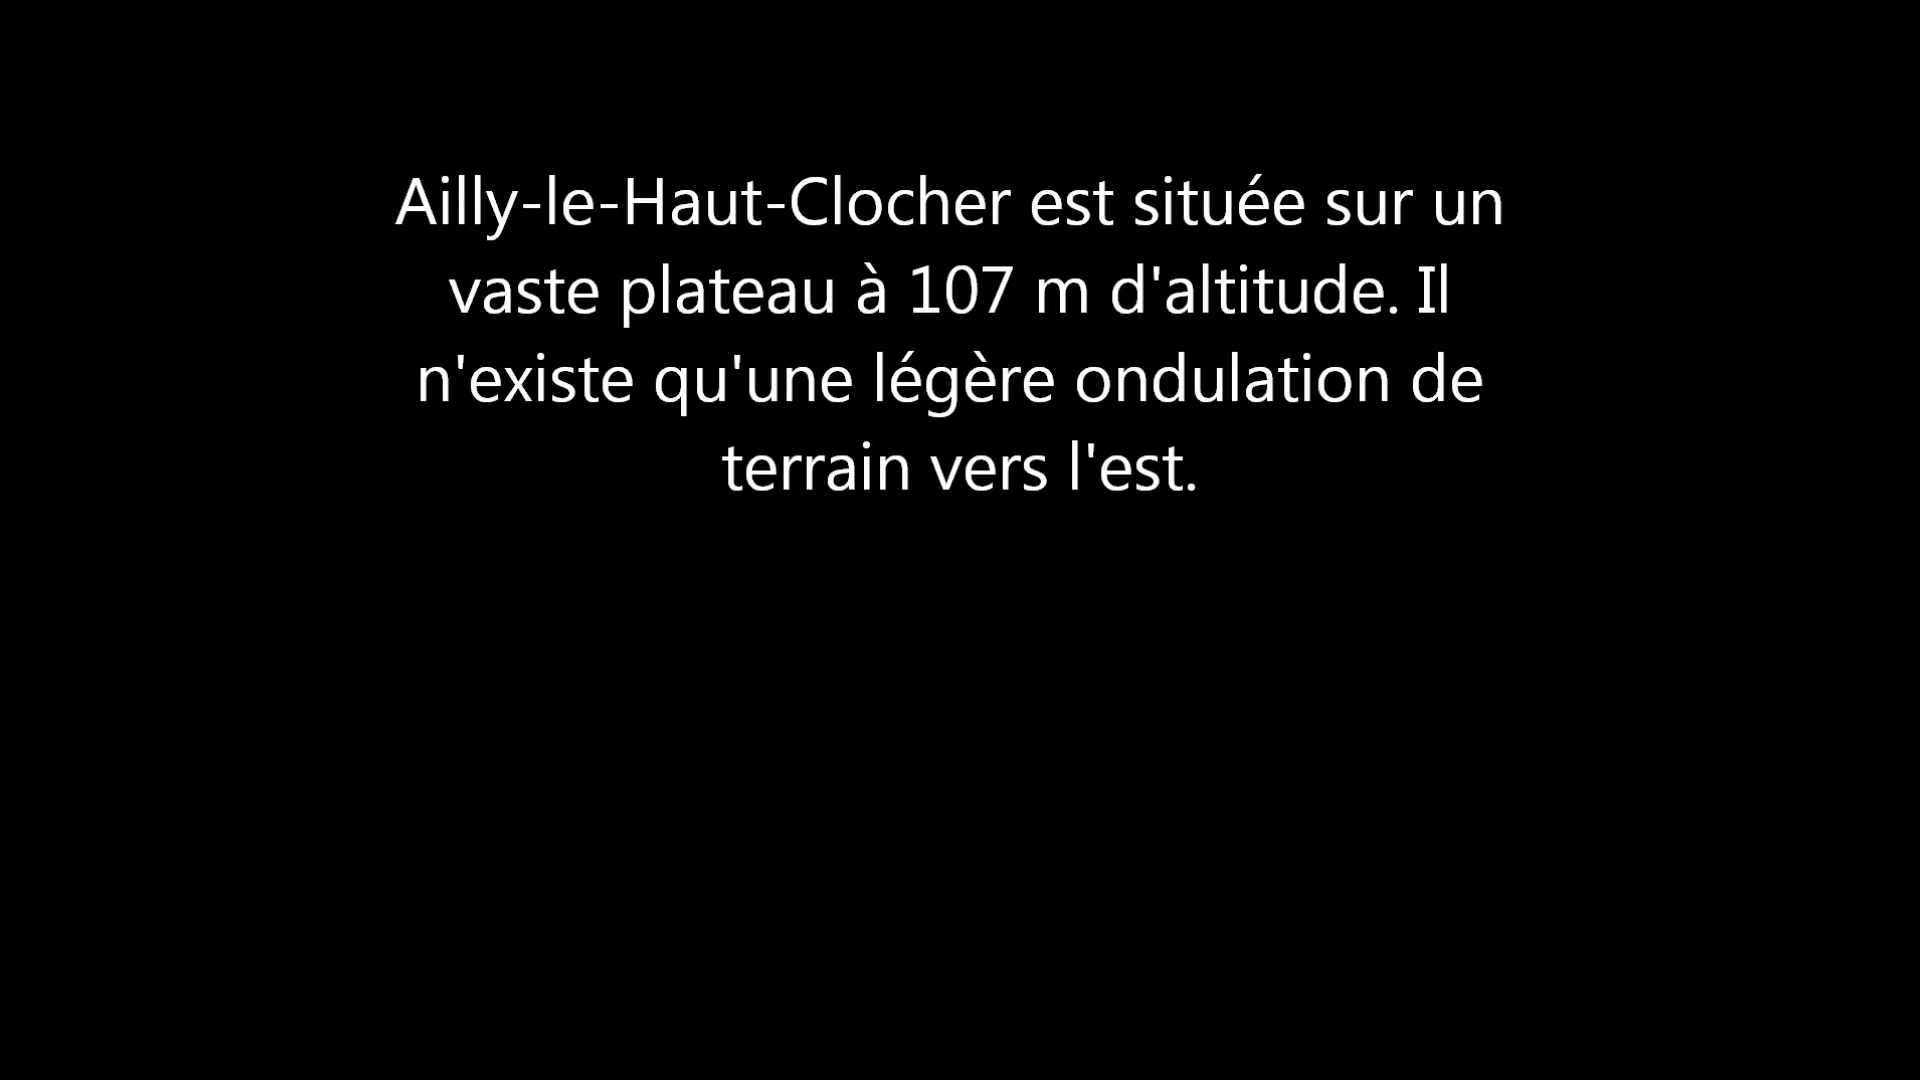 Ailly-le-Haut-Clocher est située sur un
vaste plateau à 107 m d'altitude. Il
n'existe qu'une légère ondulation de
terrain vers l'est.